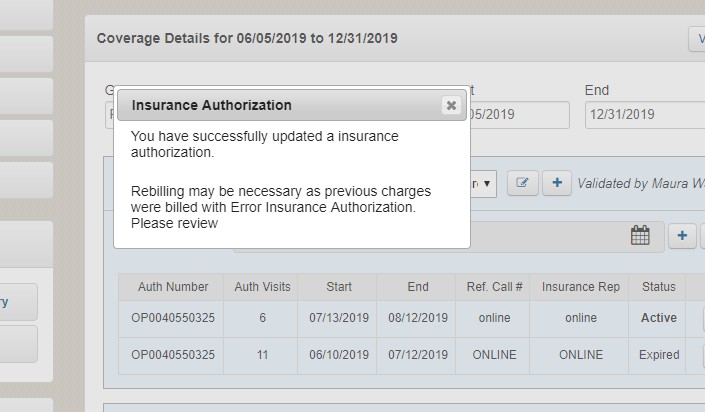 Coverage Details for 06/05/2019 to 12/31/2019
End
12/31/2019
Insurance Authorization
You have successfully updated a insurance
authorization.
Rebilling may be necessary as previous charges
were billed with Error Insurance Authorization.
Please review
Validated by Maura
Auth Number Auth Visits Start End Ref. Call # Insurance Rep Status
OP0040550325 6 07/13/2019 08/12/2019 online online Active
OP0040550325 11 06/10/2019 07/12/2019 ONLINE ONLINE Expired